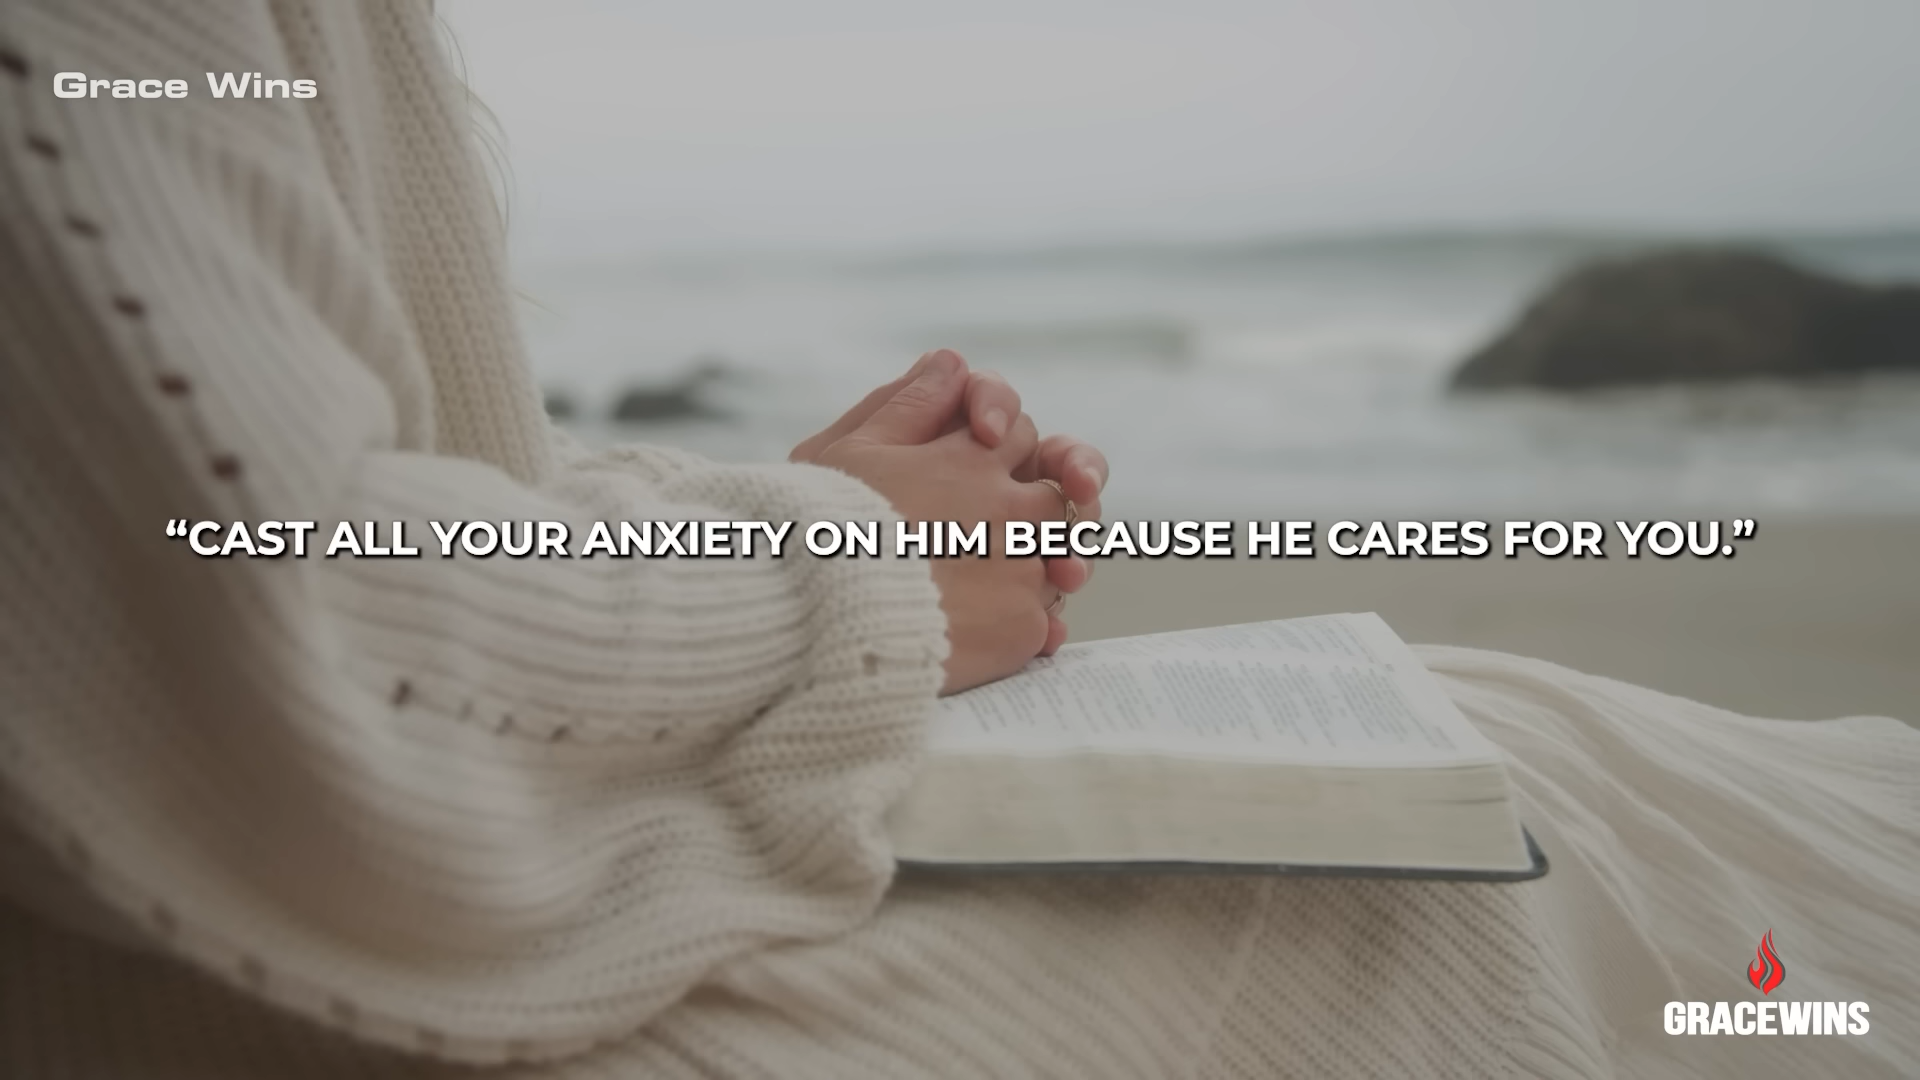 Grace Wins
“CAST ALL YOUR ANXIETY ON HIM BECAUSE HE CARES FOR YOU.”
GRACEWINS